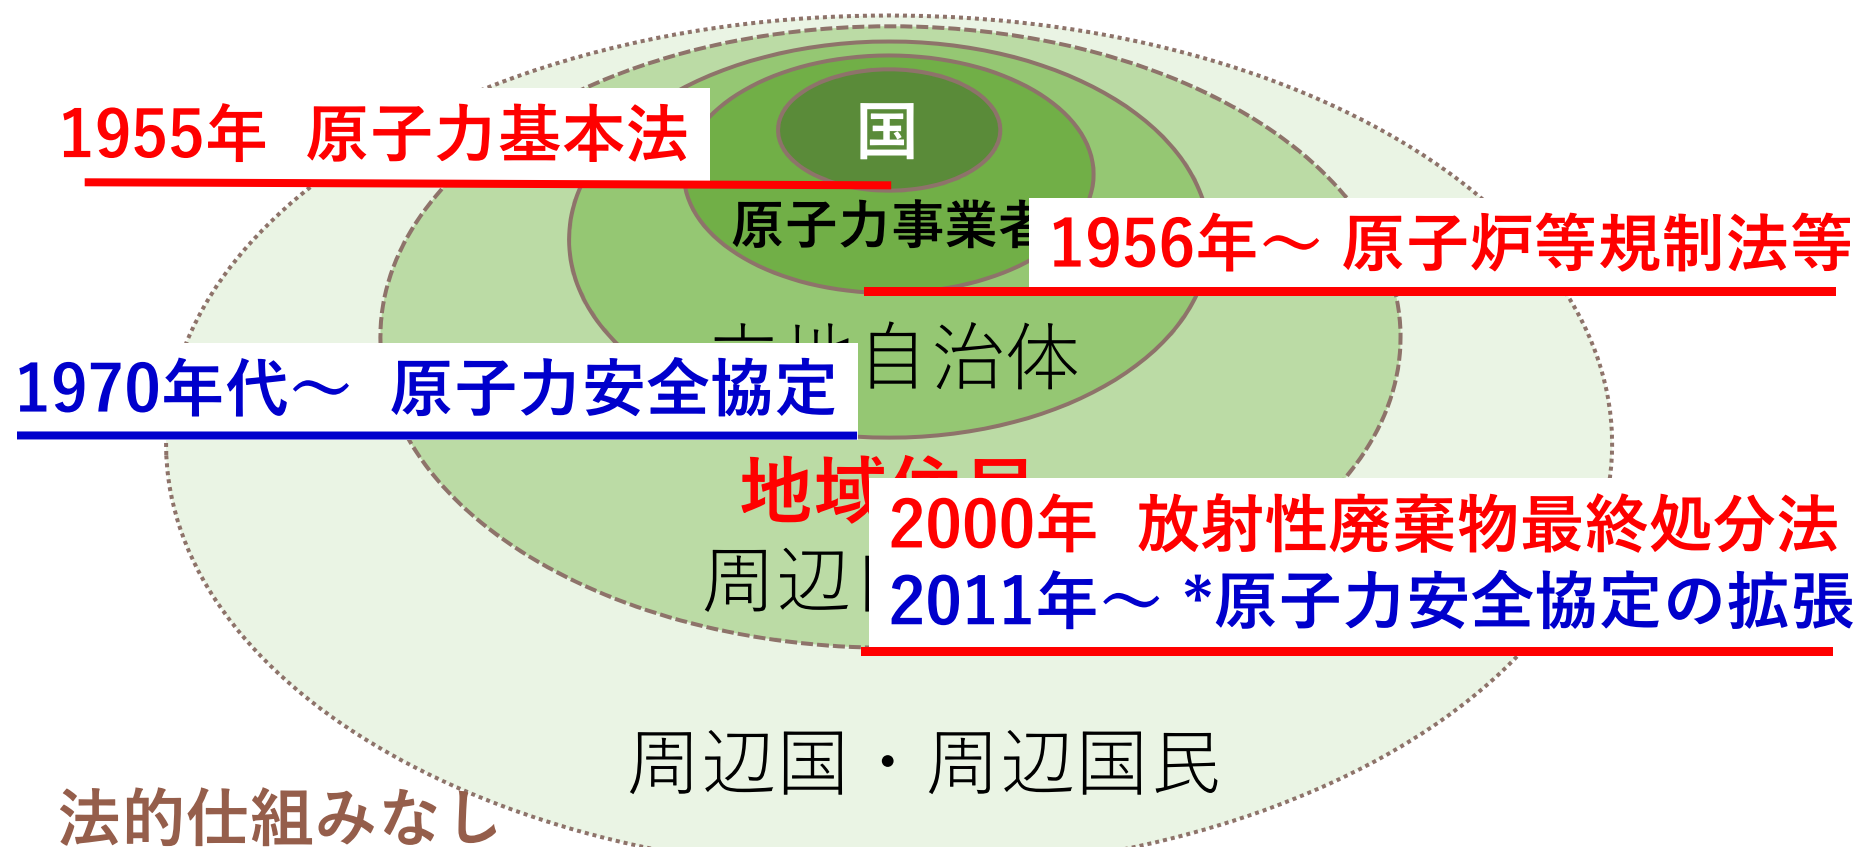 国
1955年 原子力基本法
原子力事業者
1956年～ 原子炉等規制法等
立地自治体
1970年代～ 原子力安全協定
地域住民
2000年 放射性廃棄物最終処分法
周辺
2011年～ *原子力安全協定の拡張
周辺国・周辺国民
法的仕組みなし